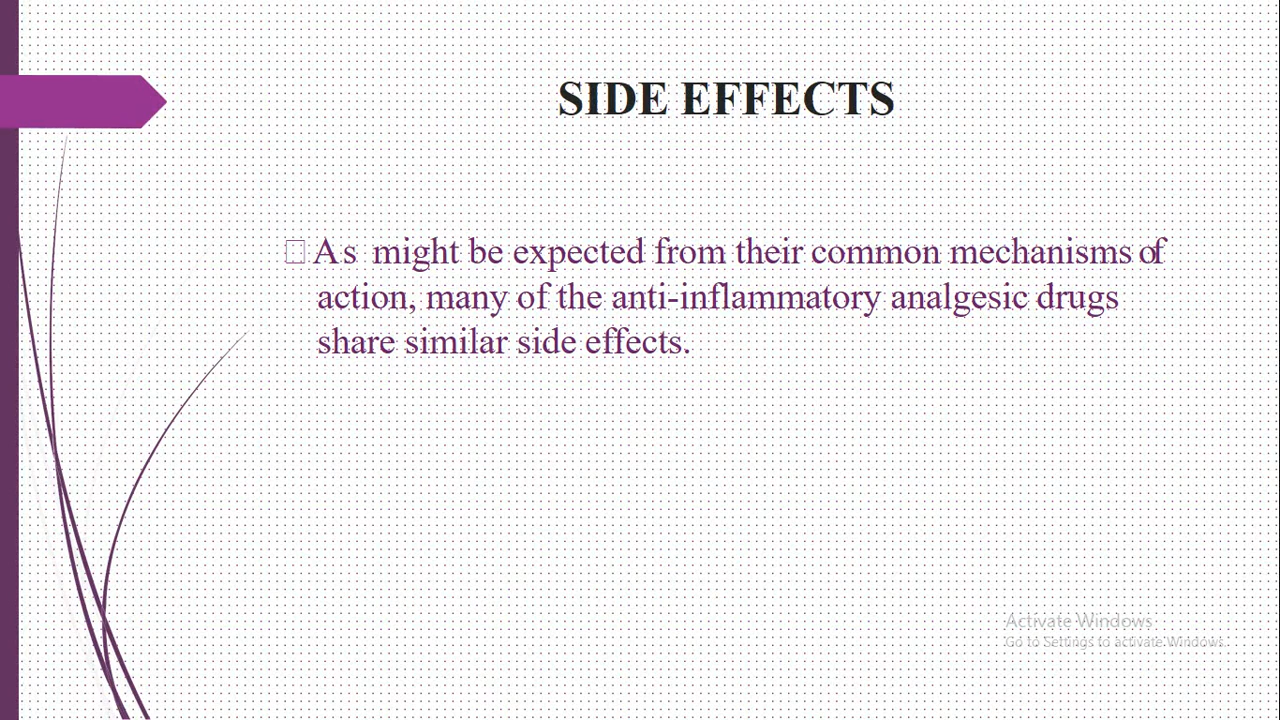 SIDE EFFECTS
As might be expected from their common mechanisms of
action, many of the anti-inflammatory analgesic drugs
share similar side effects.
Activate Windows
Go to Settings to activate Windows.